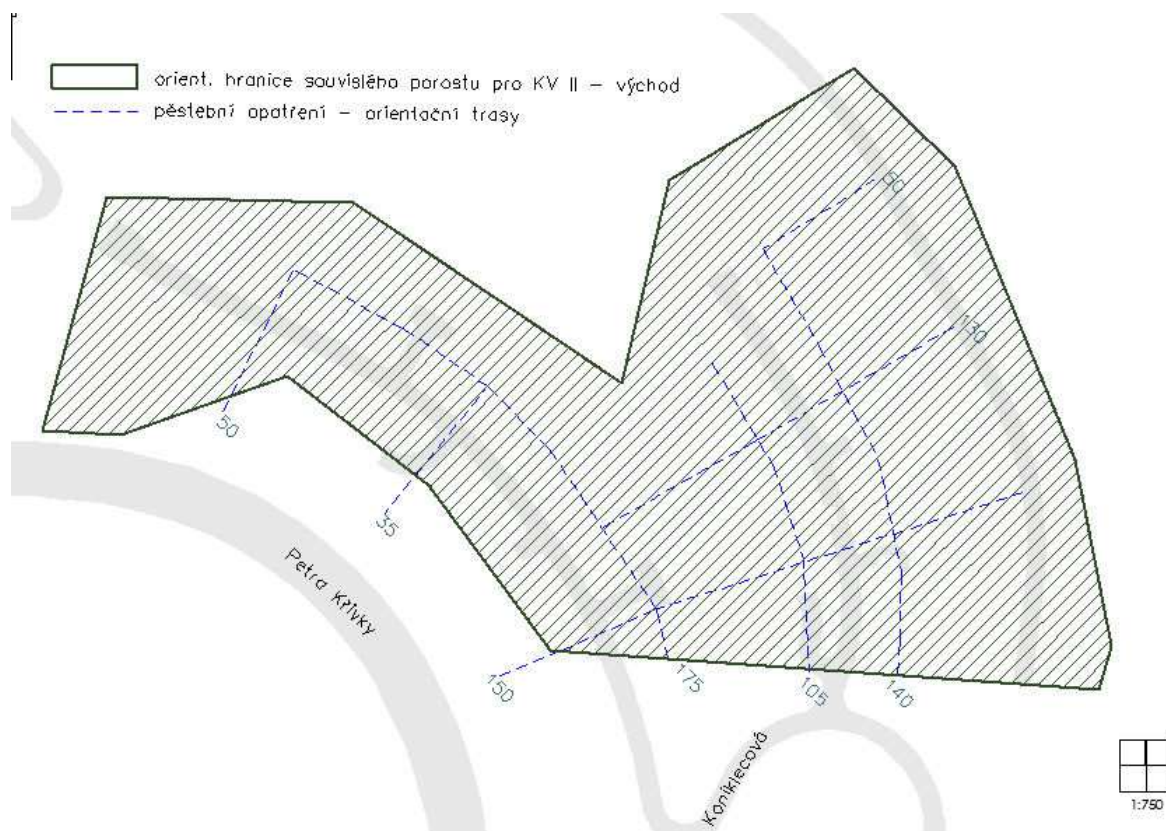 orient. hranice souvislého porostu pro KV II – východ
pěstební opatření – orientační trasy
50
130
50
35
Petra Křivky
150
175
105
140
Koniklecová
1:750